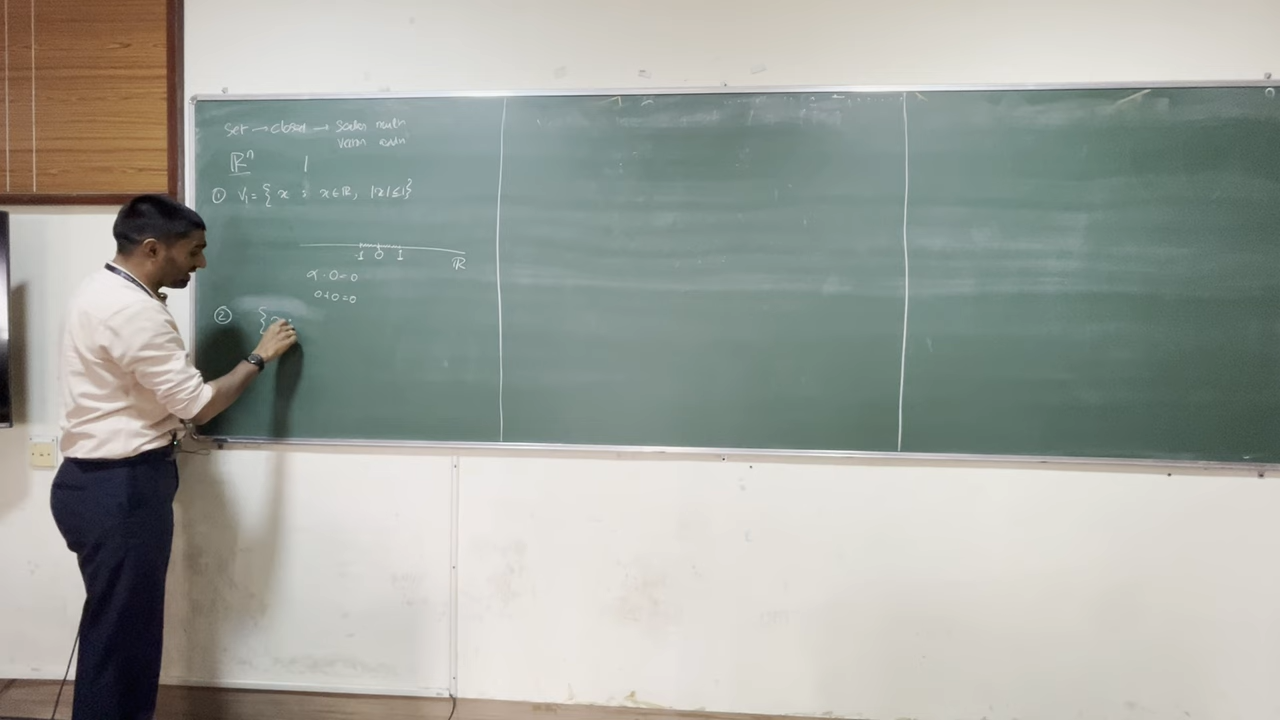 Set → closed → Scalar multn
Vector addn
ℝⁿ |
① V₁ = { x : x ∈ ℝ, |x| ≤ 1}
-1 0 1
ℝ
α · 0 = 0
0+0=0
② {x